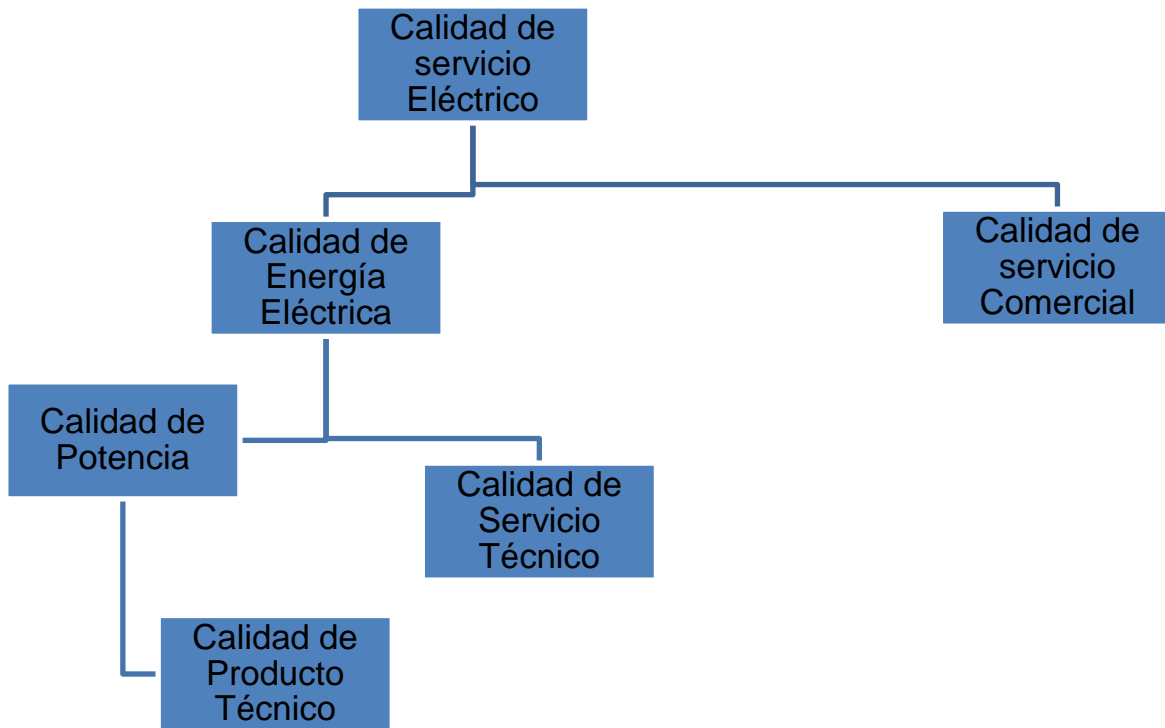 Calidad de
servicio
Eléctrico
Calidad de
Energía
Eléctrica
Calidad de
servicio
Comercial
Calidad de
Potencia
Calidad de
Servicio
Técnico
Calidad de
Producto
Técnico